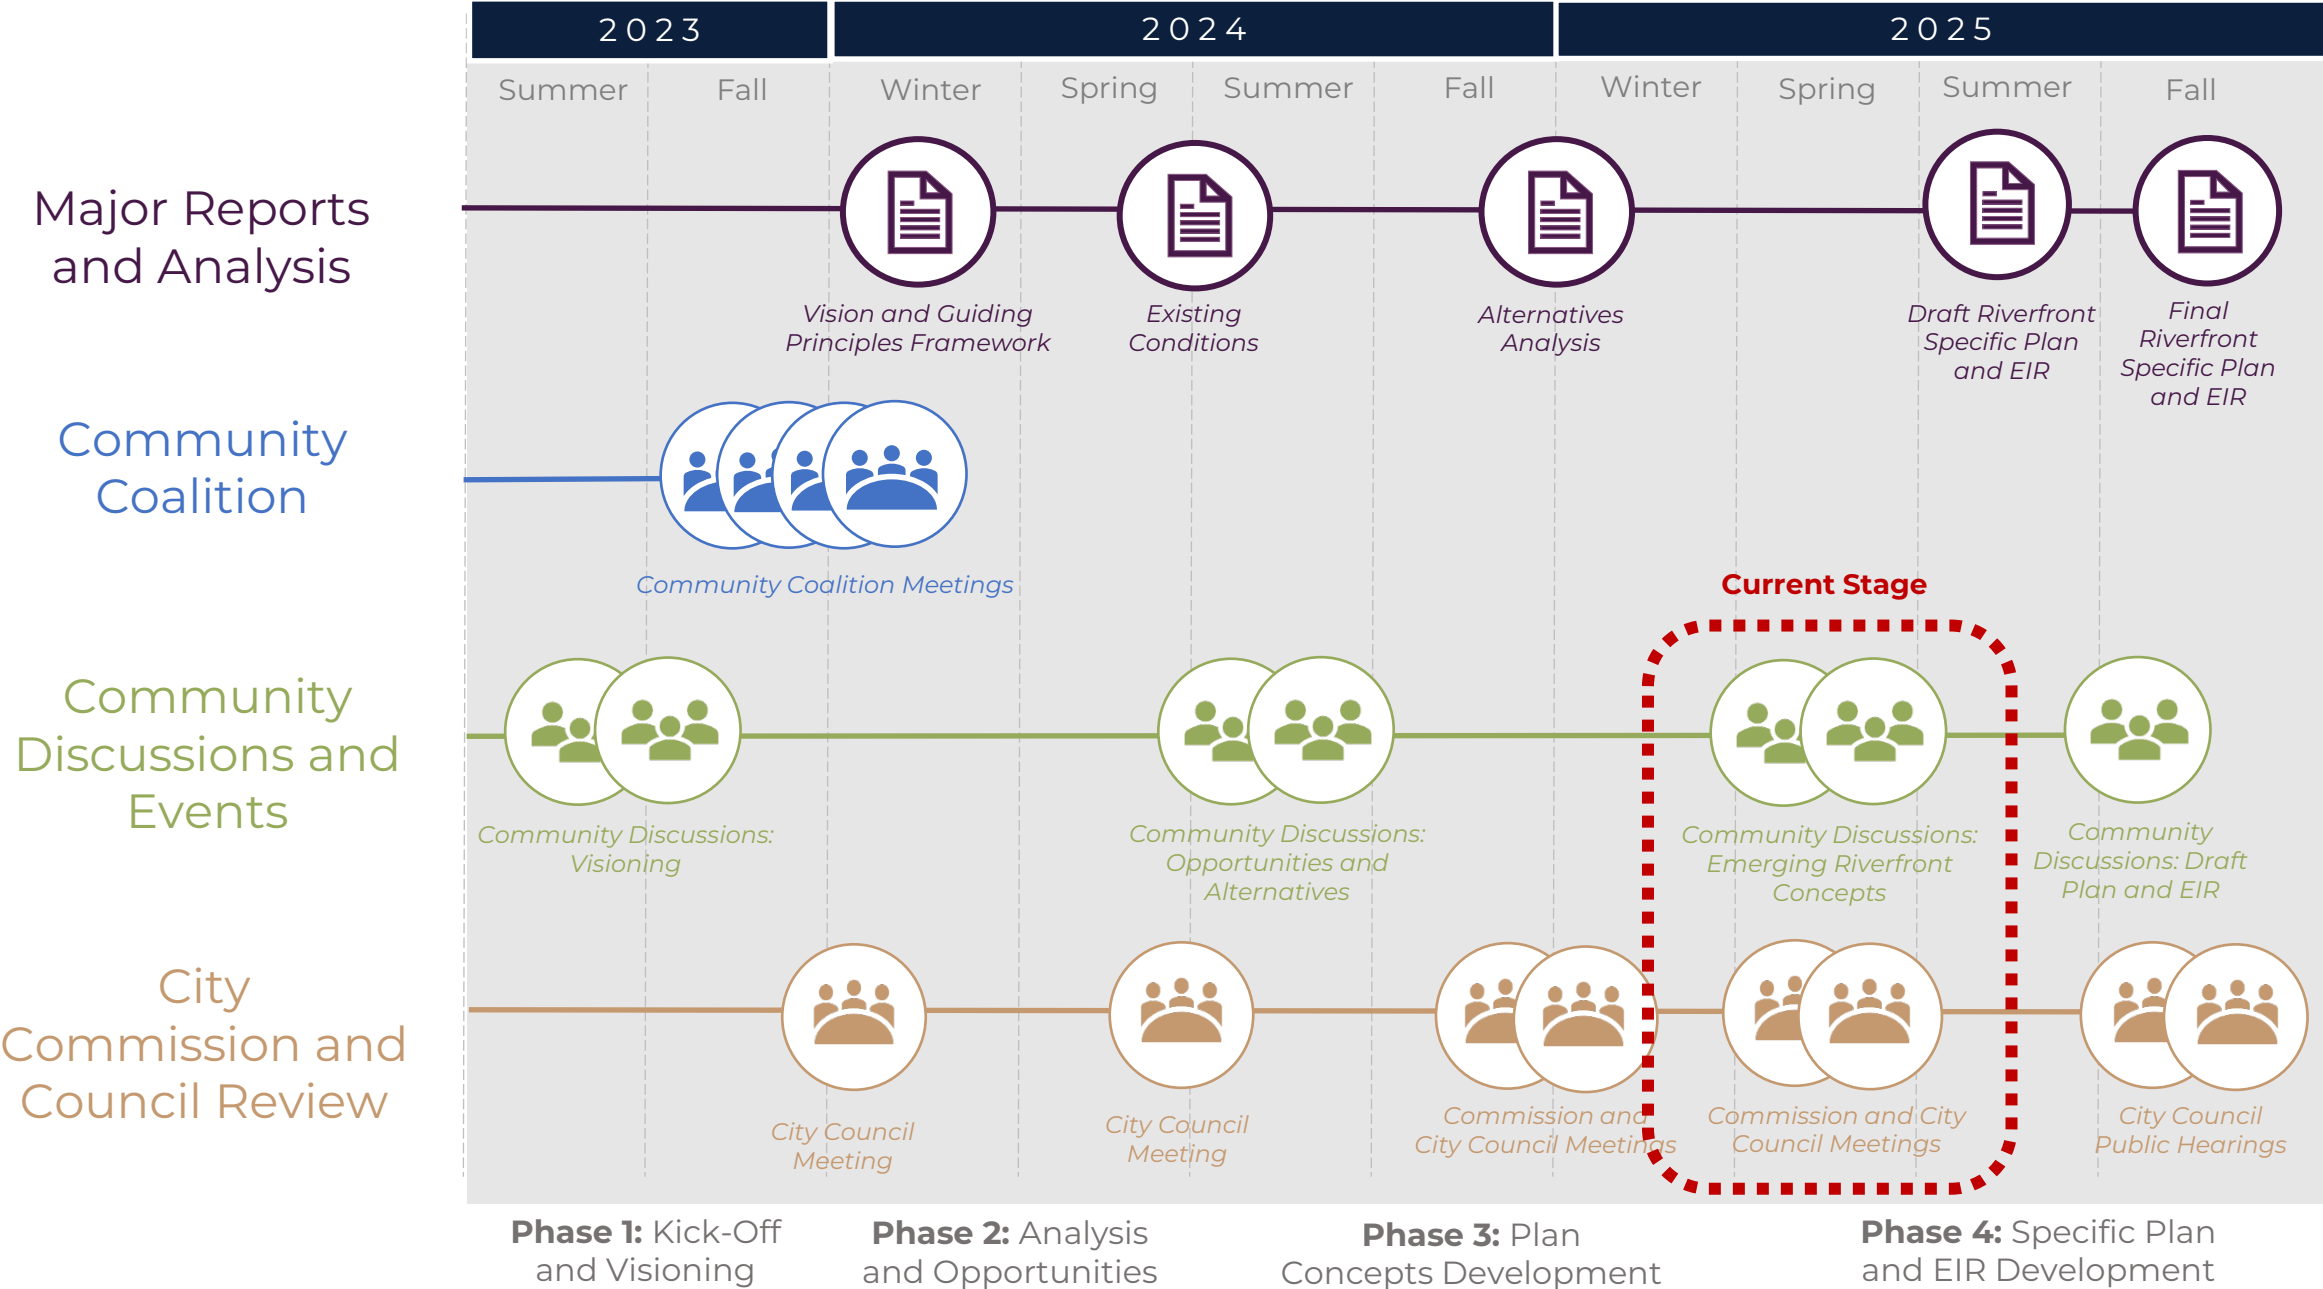 2023
2024
2025
Summer
Fall
Winter
Spring
Summer
Fall
Winter
Spring
Summer
Fall
Major Reports
and Analysis
Vision and Guiding
Principles Framework
Existing
Conditions
Alternatives
Analysis
Draft Riverfront
Specific Plan
and EIR
Final
Riverfront
Specific Plan
and EIR
Community
Coalition
Community Coalition Meetings
Current Stage
Community
Discussions and
Events
Community Discussions:
Visioning
Community Discussions:
Opportunities and
Alternatives
Community Discussions:
Emerging Riverfront
Concepts
Community
Discussions: Draft
Plan and EIR
City
Commission and
Council Review
City Council
Meeting
City Council
Meeting
Commission and
City Council Meetings
Commission and City
Council Meetings
City Council
Public Hearings
Phase 1: Kick-Off
and Visioning
Phase 2: Analysis
and Opportunities
Phase 3: Plan
Concepts Development
Phase 4: Specific Plan
and EIR Development